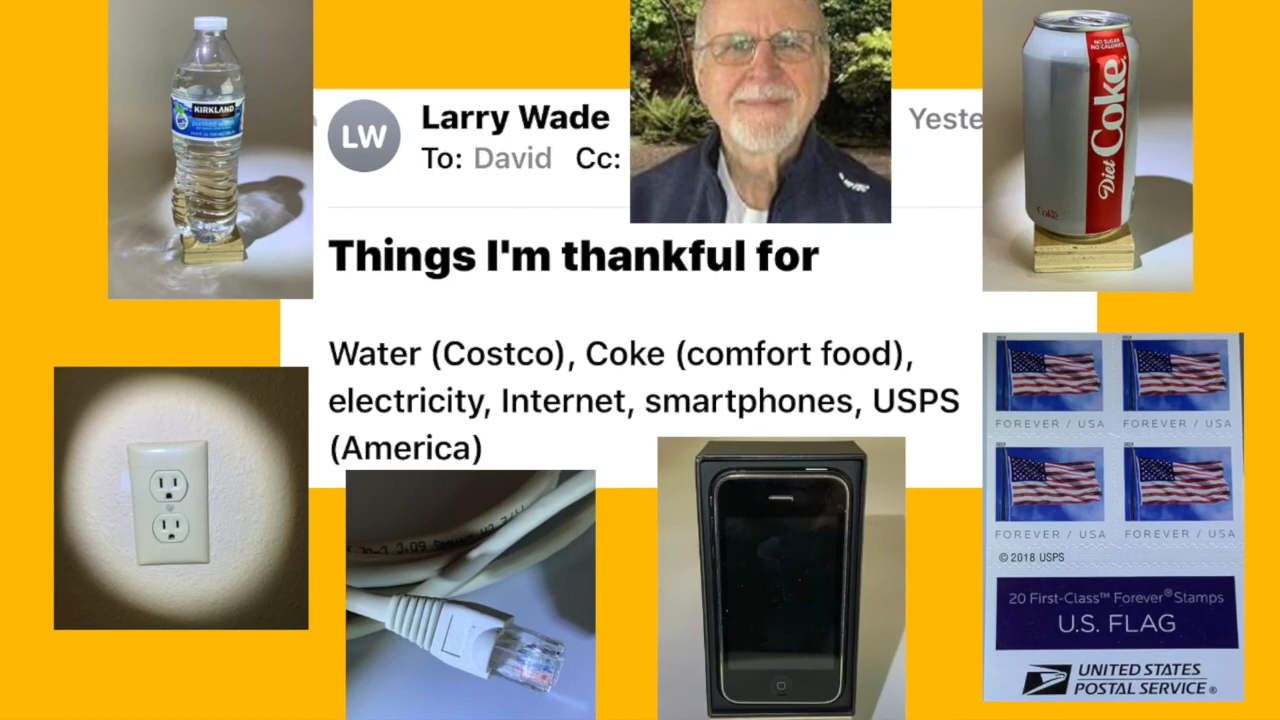 KIRKLAND
LW
Larry Wade
Yeste
To: David Cc:
Things I'm thankful for
Water (Costco), Coke (comfort food),
electricity, Internet, smartphones, USPS
(America)
NO SUGAR
NO CALORIES
Diet Coke
Coke
FOREVER / USA
FOREVER / USA
FOREVER / USA
FOREVER / USA
© 2018 USPS
20 First-Class™ Forever® Stamps
U.S. FLAG
UNITED STATES
POSTAL SERVICE®